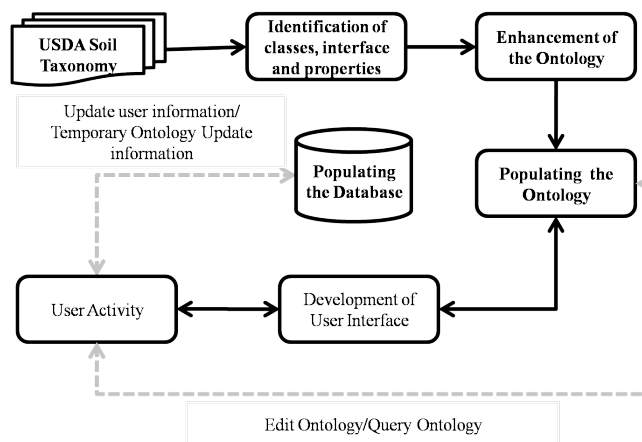 USDA Soil
Taxonomy
Identification of
classes, interface
and properties
Enhancement of
the Ontology
Update user information/
Temporary Ontology Update
information
Populating
the Database
Populating the
Ontology
User Activity
Development of
User Interface
Edit Ontology/Query Ontology